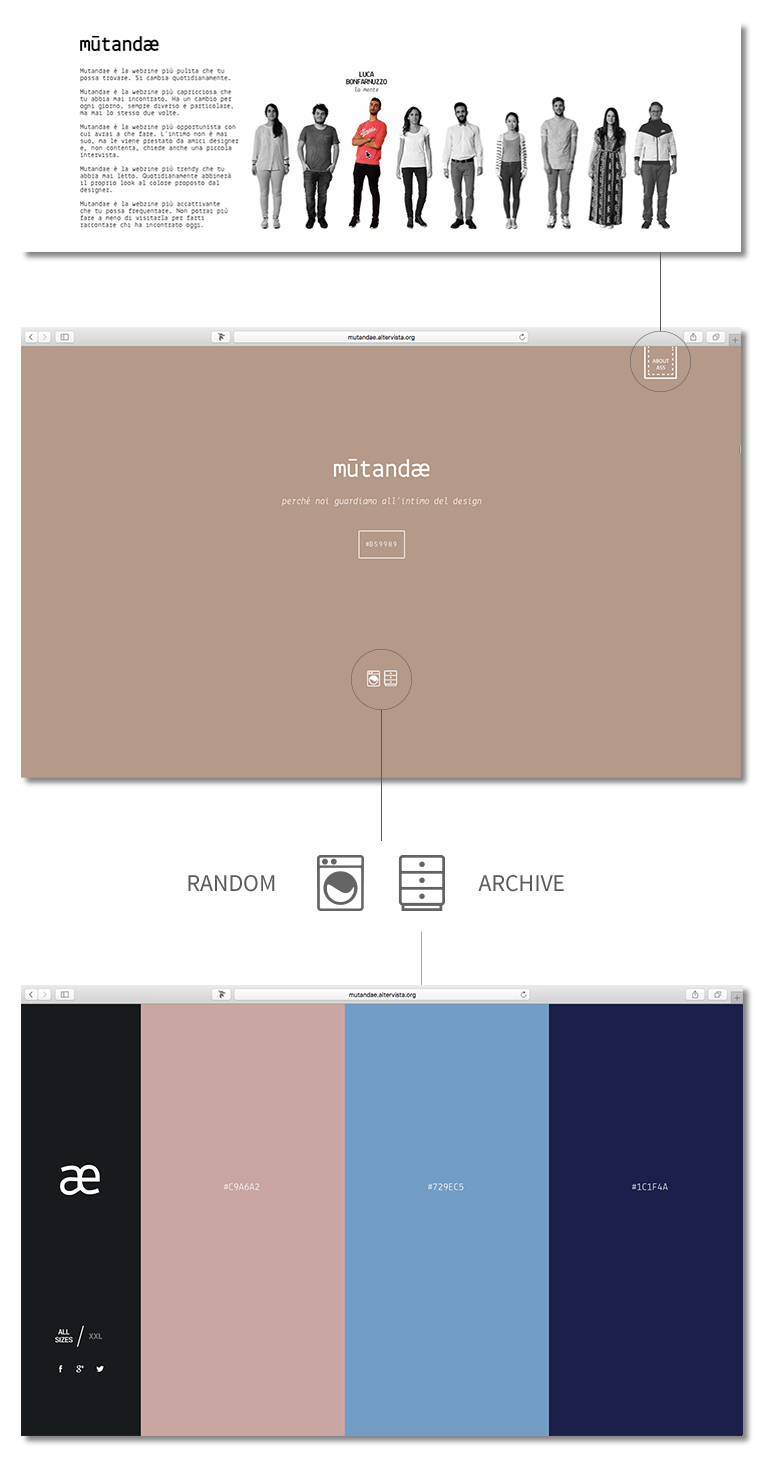 mūtandæ
Mutandae è la webzine più pulita che tu
possa trovare. Si cambia quotidianamente.
Mutandae è la webzine più capricciosa che
tu abbia mai incontrato. Ha un cambio per
ogni giorno, sempre diverso e particolare,
ma mai lo stesso due volte.
Mutandae è la webzine più opportunista con
cui avrai a che fare. L'intimo non è mai
suo, ma le viene prestato da amici designer
e, non contenta, chiede anche una piccola
intervista.
Mutandae è la webzine più trendy che tu
abbia mai letto. Quotidianamente abbinerà
il proprio look al colore proposto dal
designer.
Mutandae è la webzine più accattivante
che tu possa frequentare. Non potrai più
fare a meno di visitarla per farti
raccontare chi ha incontrato oggi.
LUCA
BONFARNUZZO
la mente
mutandae.altervista.org
ABOUT
ASS
mūtandæ
perché noi guardiamo all'intimo del design
#B59989
RANDOM
ARCHIVE
mutandae.altervista.org
æ
#C9A6A2
#729EC5
#1C1F4A
ALL
SIZES / XXL
f g+